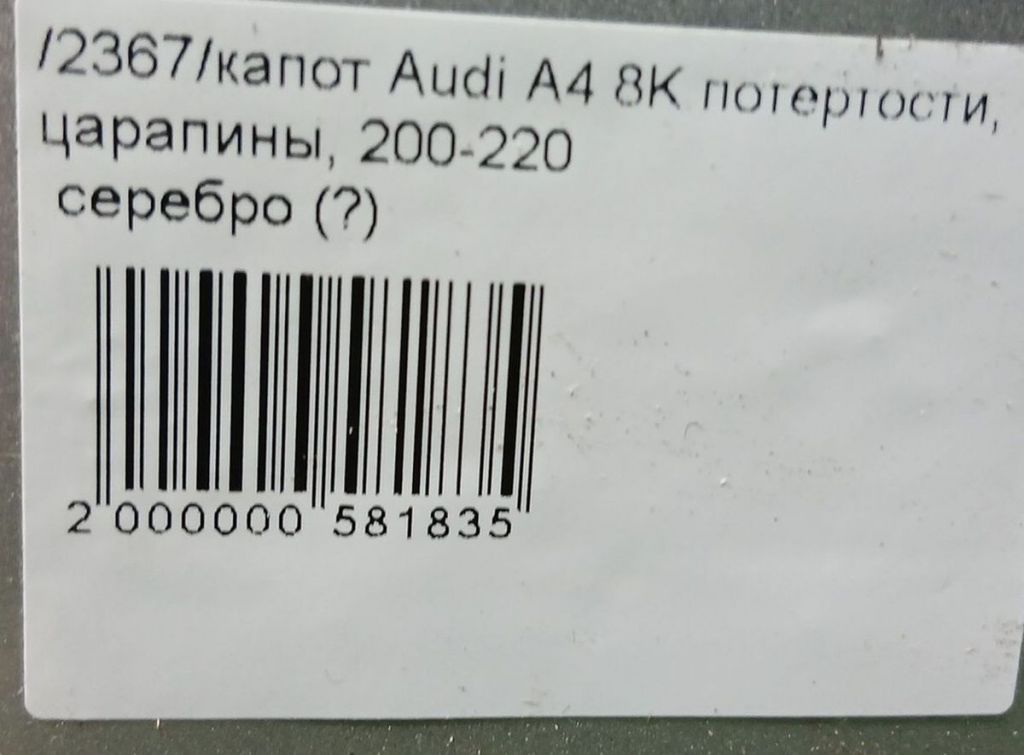 /2367/капот Audi A4 8K потертости,
царапины, 200-220
серебро (?)
2 000000 581835